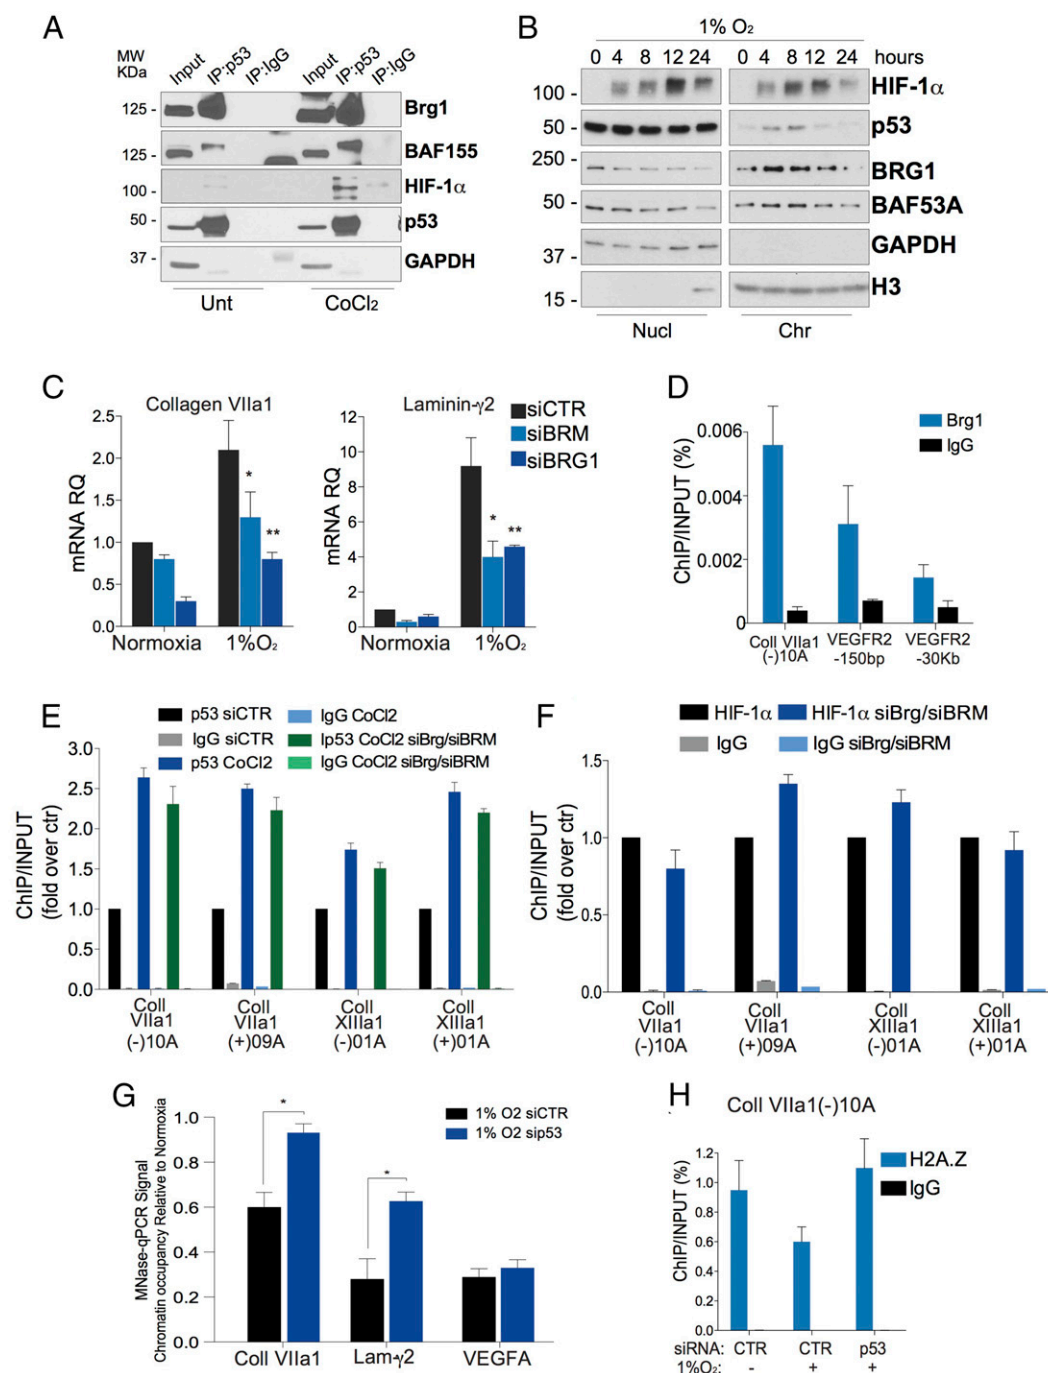 A
MW
KDa
Input
IP:p53
IP:IgG
Input
IP:p53
IP:IgG
125 -
Brg1
125 -
BAF155
100 -
HIF-1α
50 -
p53
37 -
GAPDH
Unt
CoCl2
B
1% O2
0 4 8 12 24
0 4 8 12 24 hours
100 -
HIF-1α
50 -
p53
250 -
BRG1
50 -
BAF53A
37 -
GAPDH
15 -
H3
Nucl
Chr
C
Collagen VIIa1
mRNA RQ
2.5
2.0
1.5
1.0
0.5
0.0
*
**
Normoxia 1%O2
Laminin-γ2
siCTR
siBRM
siBRG1
mRNA RQ
12
10
8
6
4
2
0
*
**
Normoxia 1%O2
D
Brg1
IgG
ChIP/INPUT (%)
0.006
0.004
0.002
0
Coll VIIa1 VEGFR2 VEGFR2
(-)10A -150bp -30Kb
E
p53 siCTR
IgG siCTR
p53 CoCl2
IgG CoCl2
Ip53 CoCl2 siBrg/siBRM
IgG CoCl2 siBrg/siBRM
ChIP/INPUT
(fold over ctr)
3.0
2.5
2.0
1.5
1.0
0.5
0.0
Coll Coll Coll Coll
VIIa1 VIIa1 XIIIa1 XIIIa1
(-)10A (+)09A (-)01A (+)01A
F
HIF-1α
IgG
HIF-1α siBrg/siBRM
IgG siBrg/siBRM
ChIP/INPUT
(fold over ctr)
1.5
1.0
0.5
0.0
Coll Coll Coll Coll
VIIa1 VIIa1 XIIIa1 XIIIa1
(-)10A (+)09A (-)01A (+)01A
G
1% O2 siCTR
1% O2 sip53
MNase-qPCR Signal
Chromatin occupancy Relative to Normoxia
1.0
0.8
0.6
0.4
0.2
0.0
*
*
Coll VIIa1 Lam-γ2 VEGFA
H
Coll VIIa1(-)10A
H2A.Z
IgG
ChIP/INPUT (%)
1.2
1.0
0.8
0.6
0.4
0.2
0.0
siRNA: CTR CTR p53
1%O2: - + +